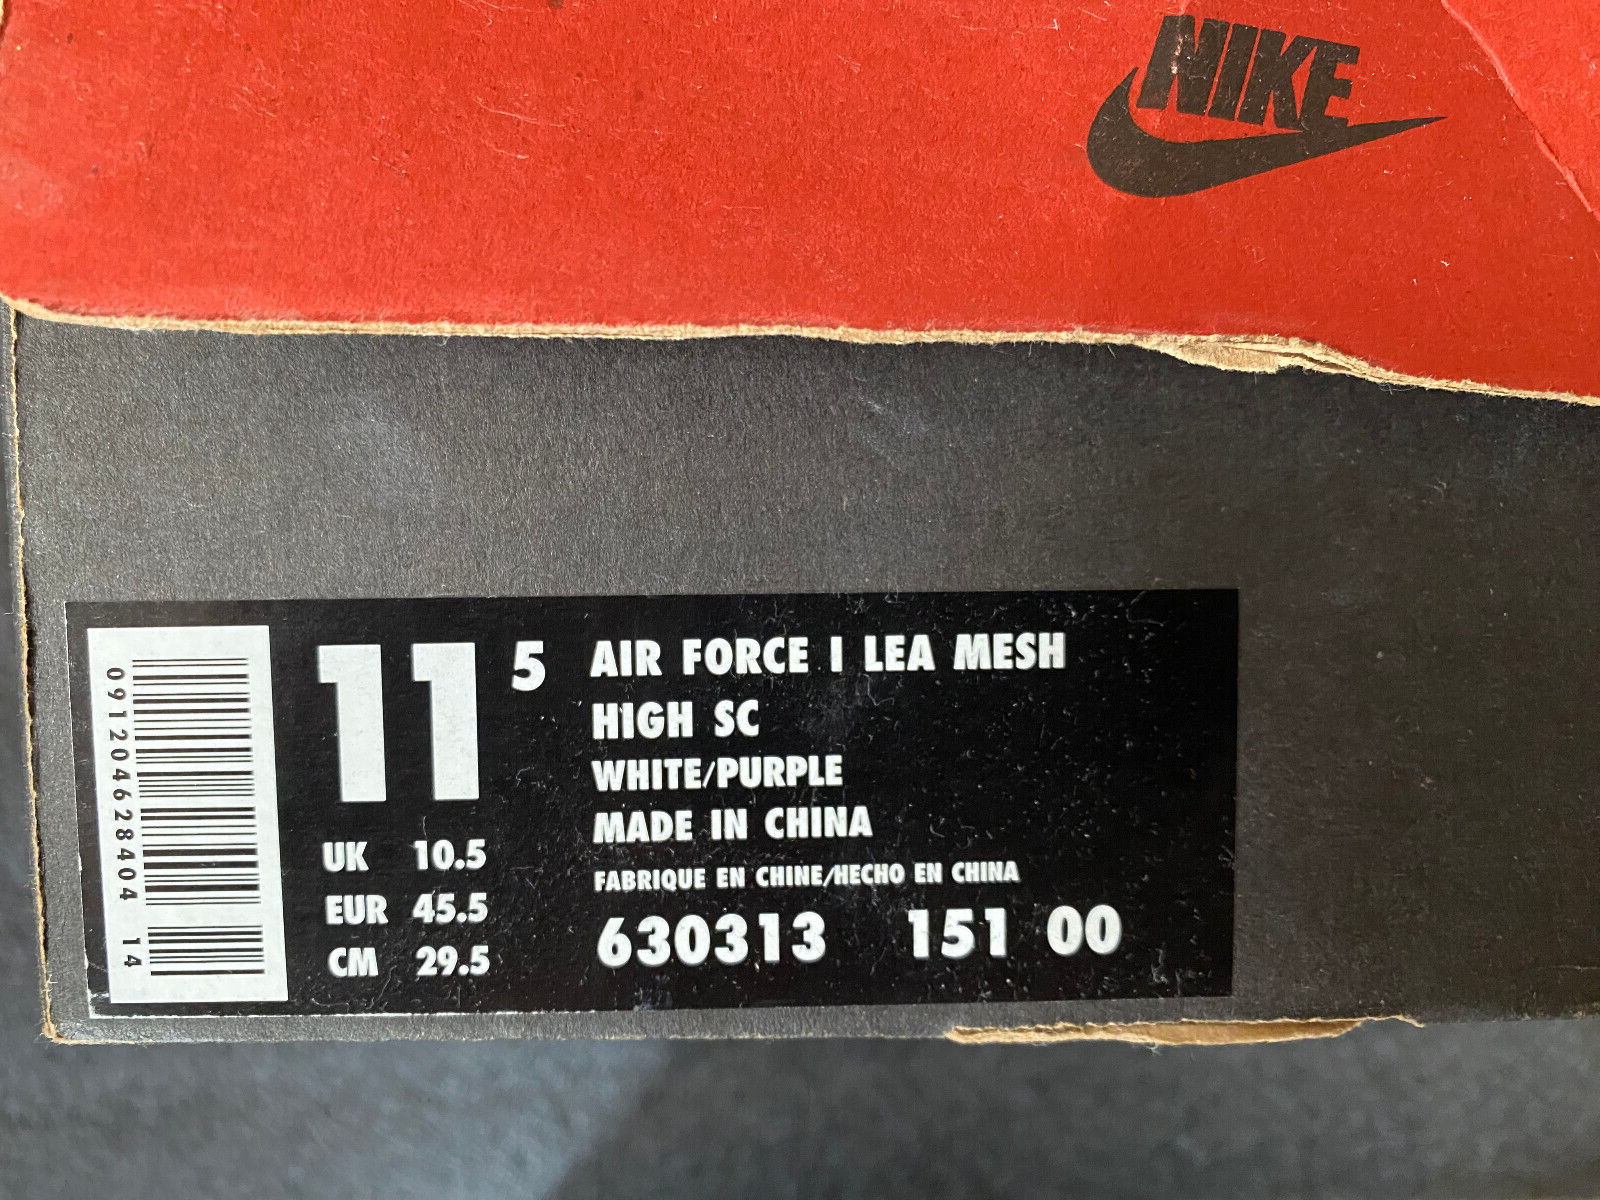 NIKE
11 5
UK 10.5
EUR 45.5
CM 29.5
AIR FORCE I LEA MESH
HIGH SC
WHITE/PURPLE
MADE IN CHINA
FABRIQUE EN CHINE/HECHO EN CHINA
630313 151 00
091204628404 14